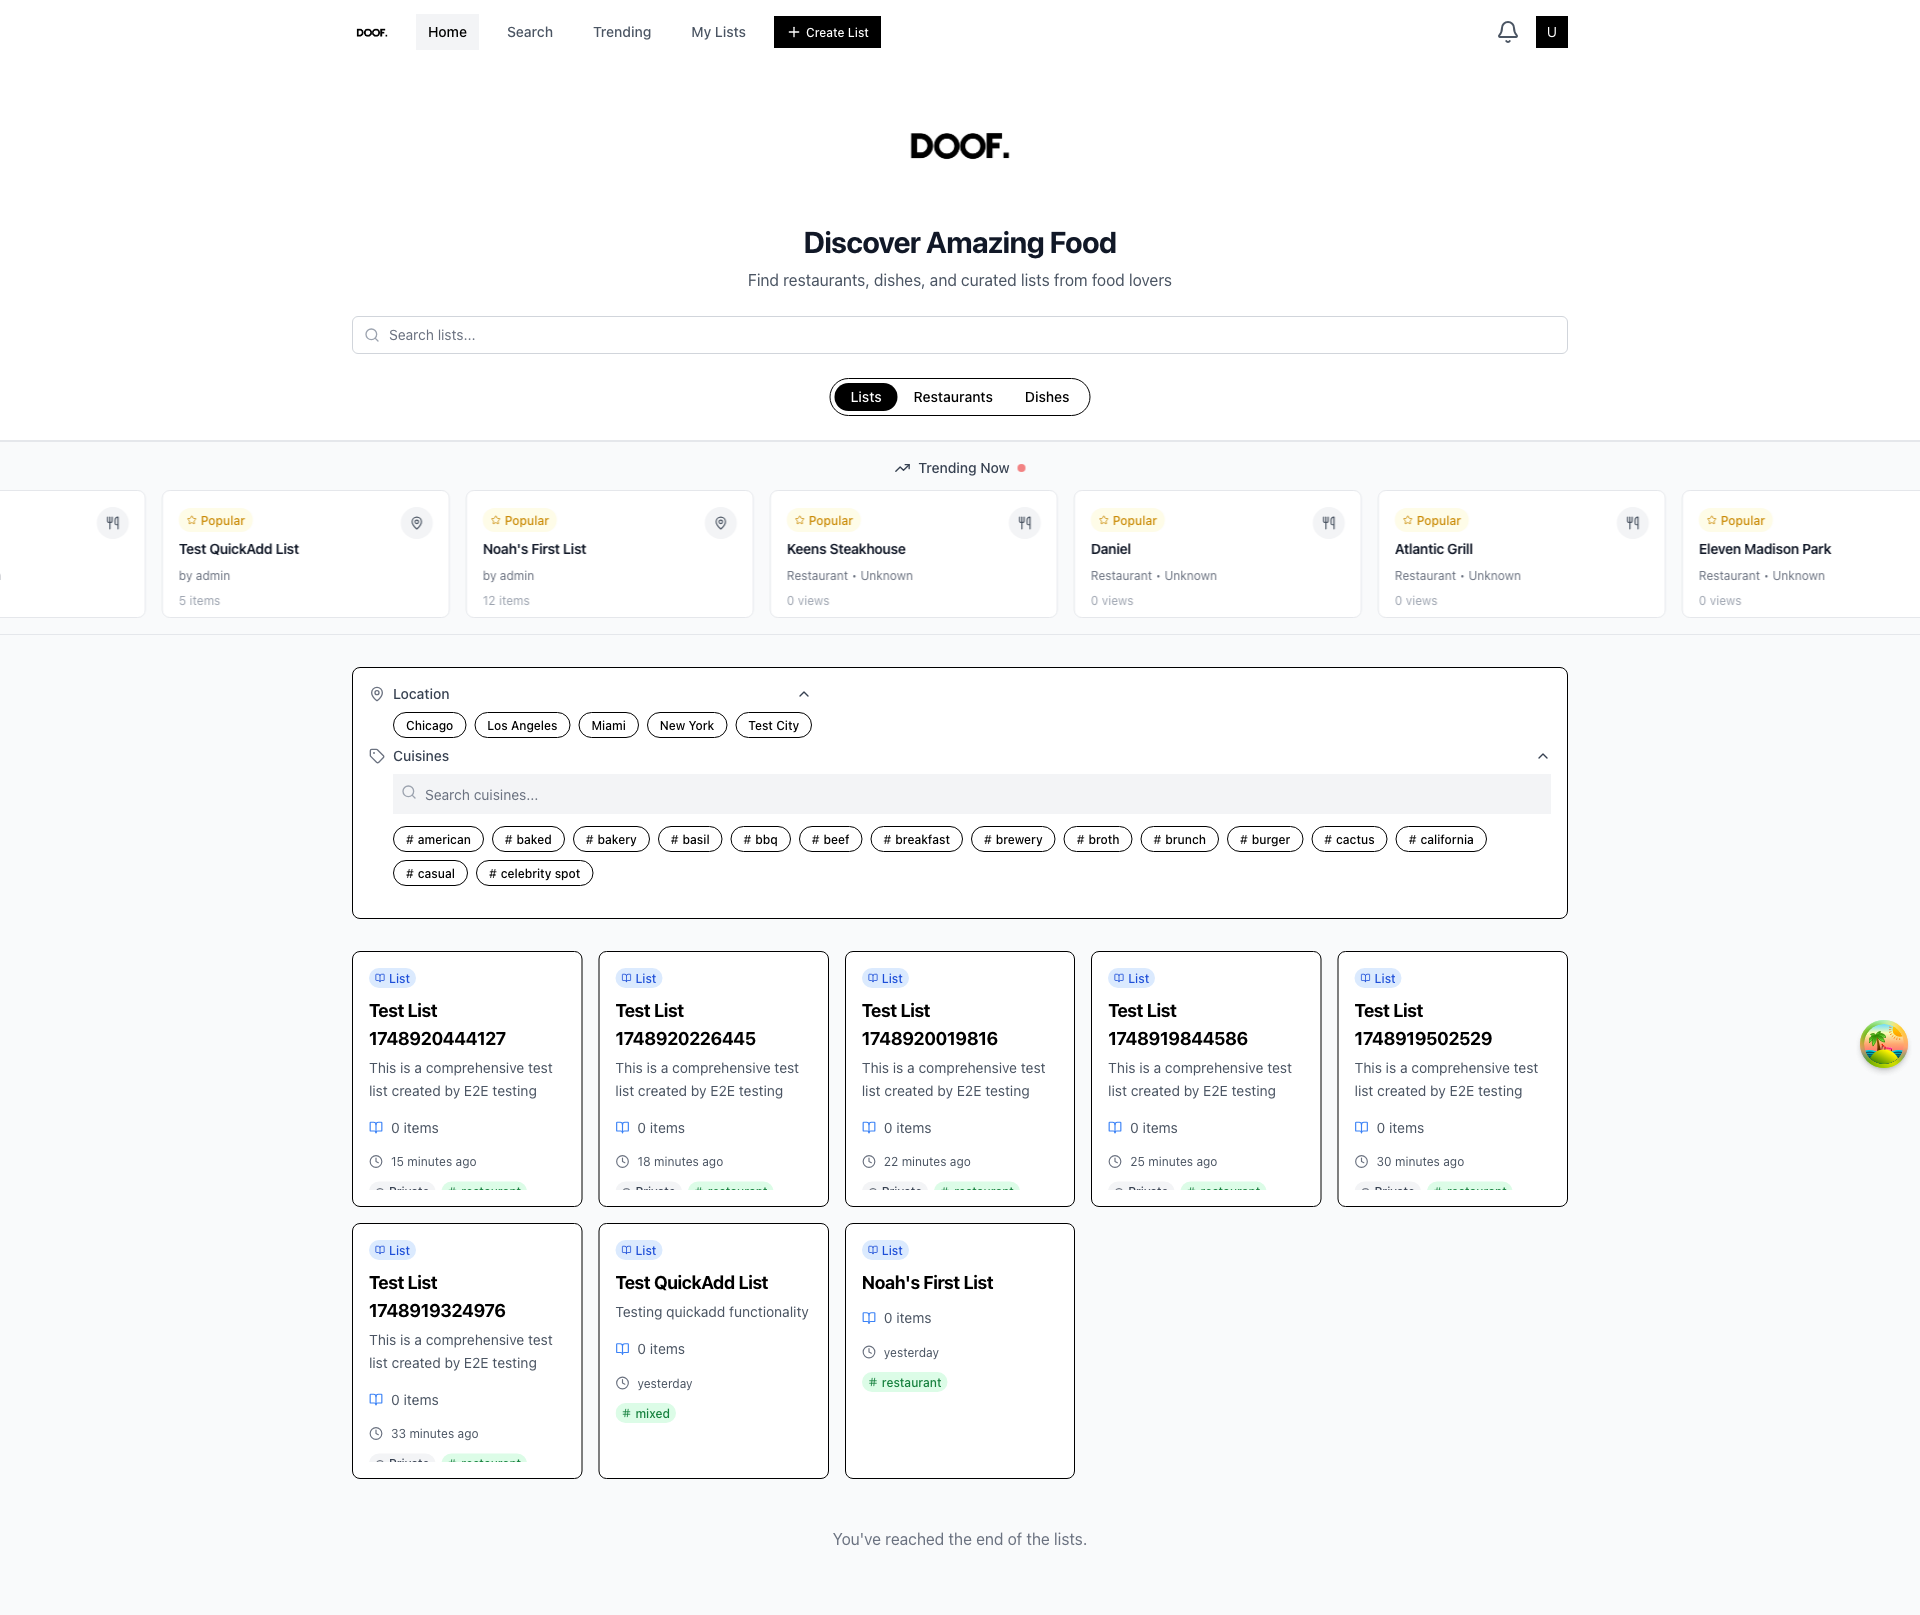 DOOF.
Home
Search
Trending
My Lists
Create List
U
DOOF.
Discover Amazing Food
Find restaurants, dishes, and curated lists from food lovers
Search lists...
Lists
Restaurants
Dishes
Trending Now
Popular
Test QuickAdd List
by admin
5 items
Popular
Noah's First List
by admin
12 items
Popular
Keens Steakhouse
Restaurant • Unknown
0 views
Popular
Daniel
Restaurant • Unknown
0 views
Popular
Atlantic Grill
Restaurant • Unknown
0 views
Popular
Eleven Madison Park
Restaurant • Unknown
0 views
Location
Chicago
Los Angeles
Miami
New York
Test City
Cuisines
Search cuisines...
# american
# baked
# bakery
# basil
# bbq
# beef
# breakfast
# brewery
# broth
# brunch
# burger
# cactus
# california
# casual
# celebrity spot
List
Test List
1748920444127
This is a comprehensive test
list created by E2E testing
0 items
15 minutes ago
Private
# restaurant
List
Test List
1748920226445
This is a comprehensive test
list created by E2E testing
0 items
18 minutes ago
Private
# restaurant
List
Test List
1748920019816
This is a comprehensive test
list created by E2E testing
0 items
22 minutes ago
Private
# restaurant
List
Test List
1748919844586
This is a comprehensive test
list created by E2E testing
0 items
25 minutes ago
Private
# restaurant
List
Test List
1748919502529
This is a comprehensive test
list created by E2E testing
0 items
30 minutes ago
Private
# restaurant
List
Test List
1748919324976
This is a comprehensive test
list created by E2E testing
0 items
33 minutes ago
Private
# restaurant
List
Test QuickAdd List
Testing quickadd functionality
0 items
yesterday
# mixed
List
Noah's First List
0 items
yesterday
# restaurant
You've reached the end of the lists.